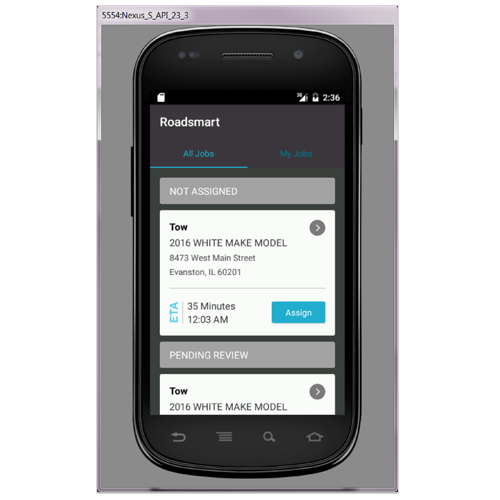 5554:Nexus_S_API_23_3
3G 2:36
Roadsmart
All Jobs My Jobs
NOT ASSIGNED
Tow
2016 WHITE MAKE MODEL
8473 West Main Street
Evanston, IL 60201
ETA
35 Minutes
12:03 AM
Assign
PENDING REVIEW
Tow
2016 WHITE MAKE MODEL